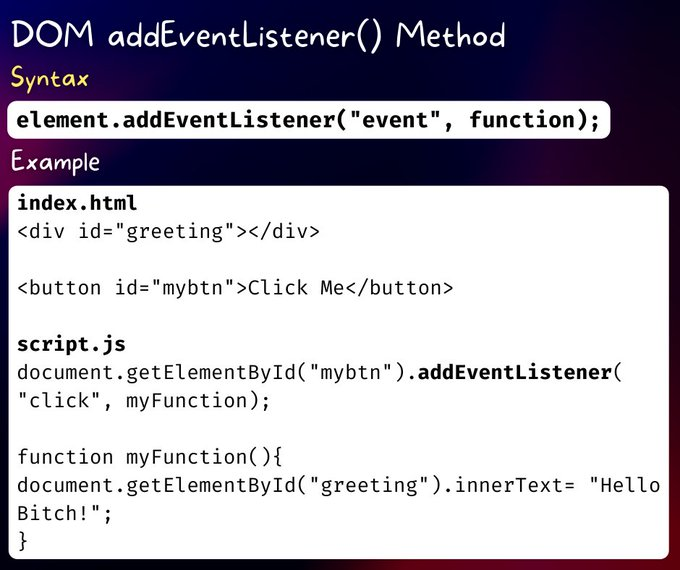 DOM addEventListener() Method
Syntax
element.addEventListener("event", function);
Example
index.html
<div id="greeting"></div>
<button id="mybtn">Click Me</button>
script.js
document.getElementById("mybtn").addEventListener(
"click", myFunction);
function myFunction(){
document.getElementById("greeting").innerText= "Hello
Bitch!";
}